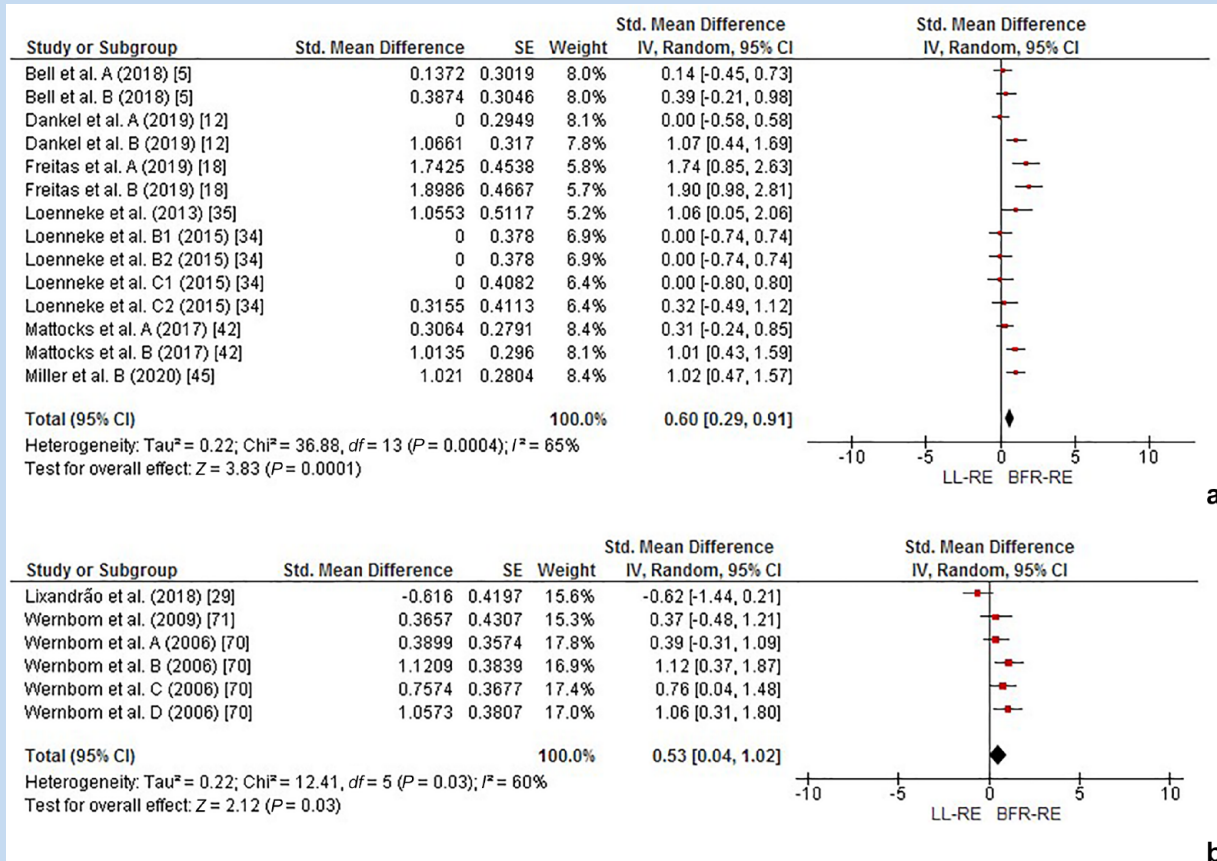 Std. Mean Difference Std. Mean Difference
Study or Subgroup Std. Mean Difference SE Weight IV, Random, 95% CI IV, Random, 95% CI
Bell et al. A (2018) [5] 0.1372 0.3019 8.0% 0.14 [-0.45, 0.73]
Bell et al. B (2018) [5] 0.3874 0.3046 8.0% 0.39 [-0.21, 0.98]
Dankel et al. A (2019) [12] 0 0.2949 8.1% 0.00 [-0.58, 0.58]
Dankel et al. B (2019) [12] 1.0661 0.317 7.8% 1.07 [0.44, 1.69]
Freitas et al. A (2019) [18] 1.7425 0.4538 5.8% 1.74 [0.85, 2.63]
Freitas et al. B (2019) [18] 1.8986 0.4667 5.7% 1.90 [0.98, 2.81]
Loenneke et al. (2013) [35] 1.0553 0.5117 5.2% 1.06 [0.05, 2.06]
Loenneke et al. B1 (2015) [34] 0 0.378 6.9% 0.00 [-0.74, 0.74]
Loenneke et al. B2 (2015) [34] 0 0.378 6.9% 0.00 [-0.74, 0.74]
Loenneke et al. C1 (2015) [34] 0 0.4082 6.4% 0.00 [-0.80, 0.80]
Loenneke et al. C2 (2015) [34] 0.3155 0.4113 6.4% 0.32 [-0.49, 1.12]
Mattocks et al. A (2017) [42] 0.3064 0.2791 8.4% 0.31 [-0.24, 0.85]
Mattocks et al. B (2017) [42] 1.0135 0.296 8.1% 1.01 [0.43, 1.59]
Miller et al. B (2020) [45] 1.021 0.2804 8.4% 1.02 [0.47, 1.57]
Total (95% CI) 100.0% 0.60 [0.29, 0.91]
Heterogeneity: Tau² = 0.22; Chi² = 36.88, df = 13 (P = 0.0004); I² = 65%
Test for overall effect: Z = 3.83 (P = 0.0001)
-10 -5 0 5 10
LL-RE BFR-RE
a
Std. Mean Difference Std. Mean Difference
Study or Subgroup Std. Mean Difference SE Weight IV, Random, 95% CI IV, Random, 95% CI
Lixandrão et al. (2018) [29] -0.616 0.4197 15.6% -0.62 [-1.44, 0.21]
Wernbom et al. (2009) [71] 0.3657 0.4307 15.3% 0.37 [-0.48, 1.21]
Wernbom et al. A (2006) [70] 0.3899 0.3574 17.8% 0.39 [-0.31, 1.09]
Wernbom et al. B (2006) [70] 1.1209 0.3839 16.9% 1.12 [0.37, 1.87]
Wernbom et al. C (2006) [70] 0.7574 0.3677 17.4% 0.76 [0.04, 1.48]
Wernbom et al. D (2006) [70] 1.0573 0.3807 17.0% 1.06 [0.31, 1.80]
Total (95% CI) 100.0% 0.53 [0.04, 1.02]
Heterogeneity: Tau² = 0.22; Chi² = 12.41, df = 5 (P = 0.03); I² = 60%
Test for overall effect: Z = 2.12 (P = 0.03)
-10 -5 0 5 10
LL-RE BFR-RE
b